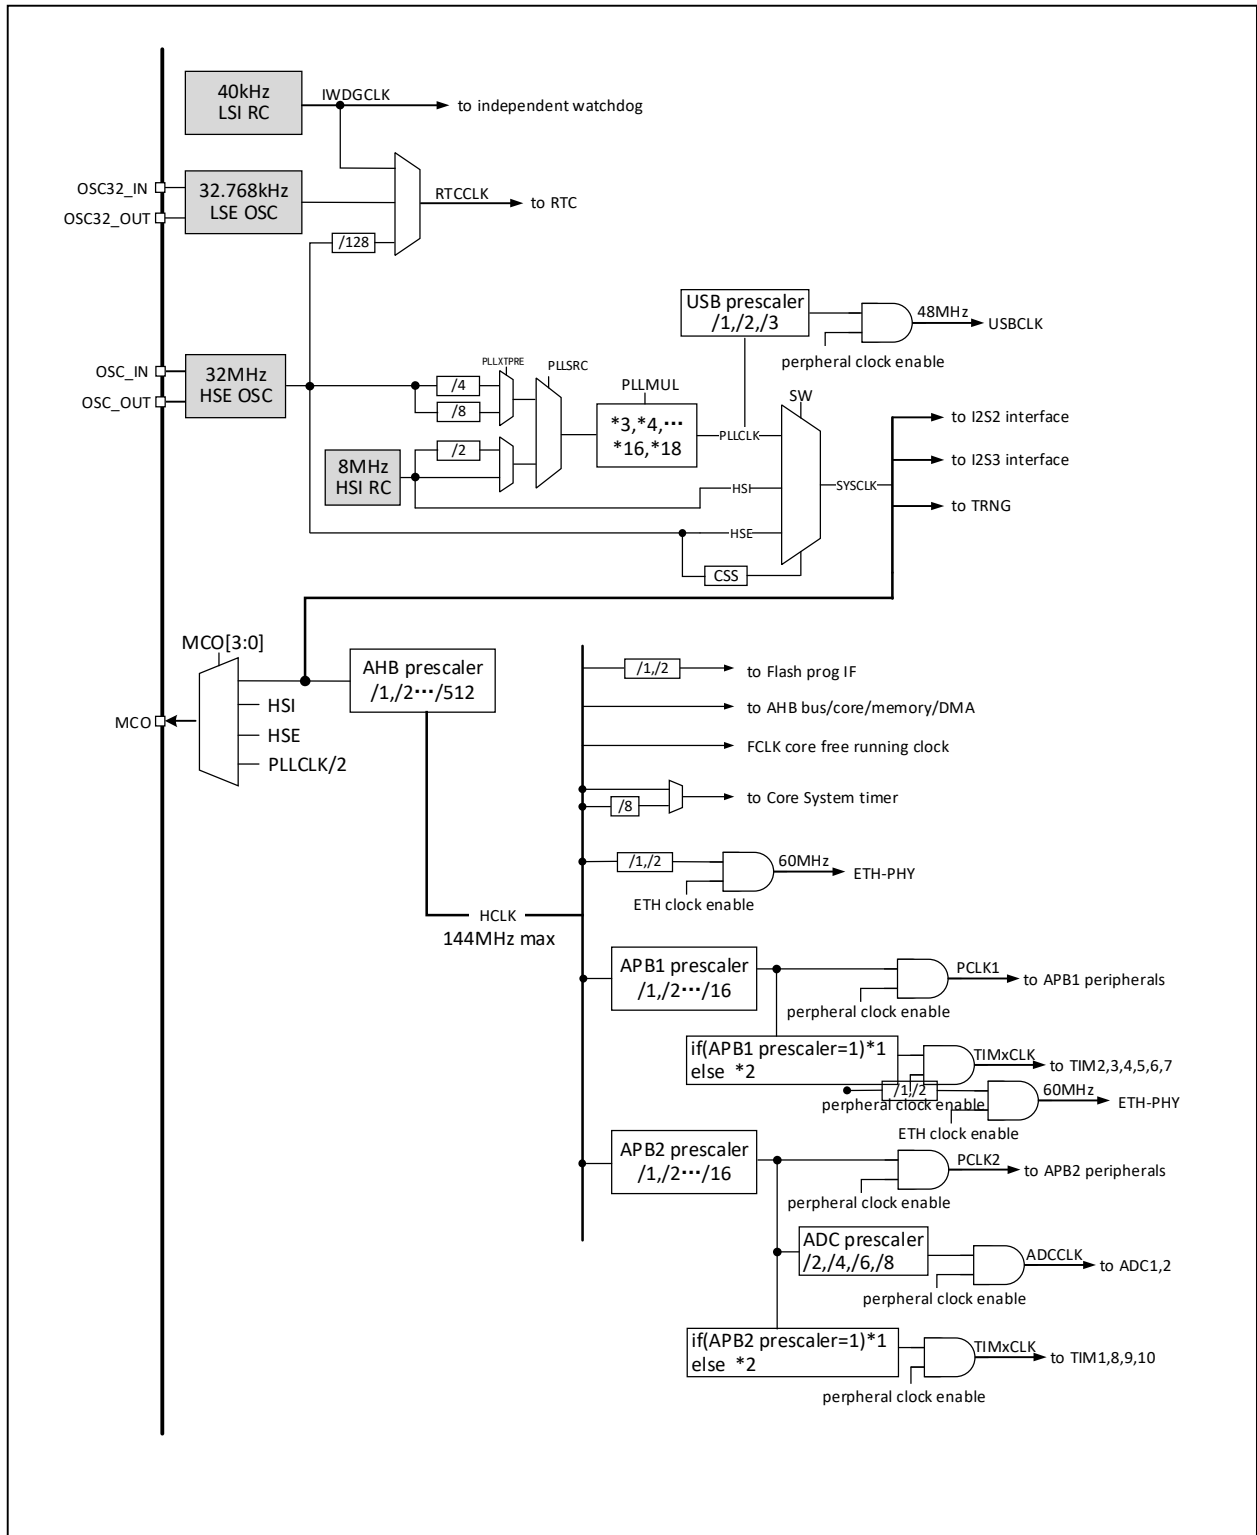 40kHz
LSI RC
IWDGCLK
to independent watchdog
OSC32_IN
OSC32_OUT
32.768kHz
LSE OSC
RTCCLK
to RTC
/128
USB prescaler
/1,/2,/3
48MHz
USBCLK
perpheral clock enable
OSC_IN
OSC_OUT
32MHz
HSE OSC
PLLXTPRE
PLLSRC
/4
/8
PLLMUL
*3,*4,···
*16,*18
PLLCLK
SW
to I2S2 interface
to I2S3 interface
to TRNG
/2
8MHz
HSI RC
HSI
SYSCLK
HSE
CSS
MCO[3:0]
AHB prescaler
/1,/2···/512
HSI
HSE
PLLCLK/2
MCO
/1,/2
to Flash prog IF
to AHB bus/core/memory/DMA
FCLK core free running clock
/8
to Core System timer
/1,/2
60MHz
ETH-PHY
ETH clock enable
HCLK
144MHz max
APB1 prescaler
/1,/2···/16
PCLK1
to APB1 peripherals
perpheral clock enable
if(APB1 prescaler=1)*1
else *2
TIMxCLK
to TIM2,3,4,5,6,7
/1,/2
perpheral clock enable
60MHz
ETH-PHY
ETH clock enable
APB2 prescaler
/1,/2···/16
PCLK2
to APB2 peripherals
perpheral clock enable
ADC prescaler
/2,/4,/6,/8
ADCCLK
to ADC1,2
perpheral clock enable
if(APB2 prescaler=1)*1
else *2
TIMxCLK
to TIM1,8,9,10
perpheral clock enable